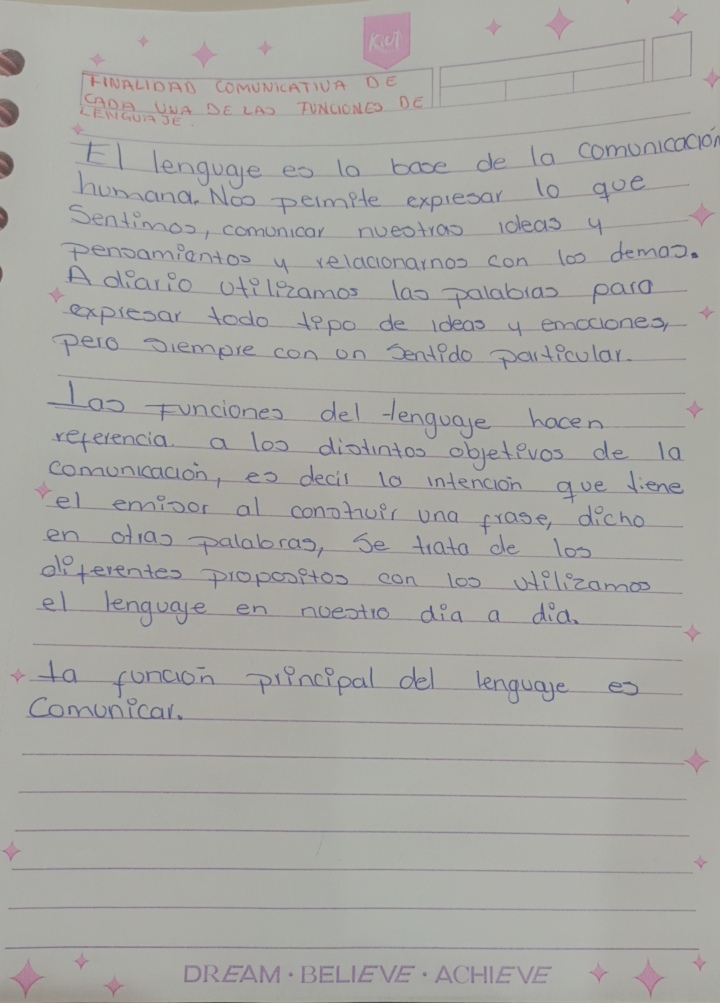 KIUT
FINALIDAD COMUNICATIVA DE
CADA UNA DE LAS FUNCIONES DE
LENGUAJE.
El lenguaje es la base de la comunicación
humana. Nos permite expresar lo que
Sentimos, comunicar nuestras ideas y
pensamientos y relacionarnos con los demas.
A diario utilizamos las palabras para
expresar todo tipo de ideas y emociones,
pero siempre con un sentido particular.
Las Funciones del lenguaje hacen
referencia a los distintos objetivos de la
comunicación, es decir la intención que tiene
el emisor al construir una frase, dicho
en otras palabras, se trata de los
diferentes propositos con los utilizamos
el lenguaje en nuestro dia a dia.
La función principal del lenguaje es
Comunicar.
DREAM · BELIEVE · ACHIEVE